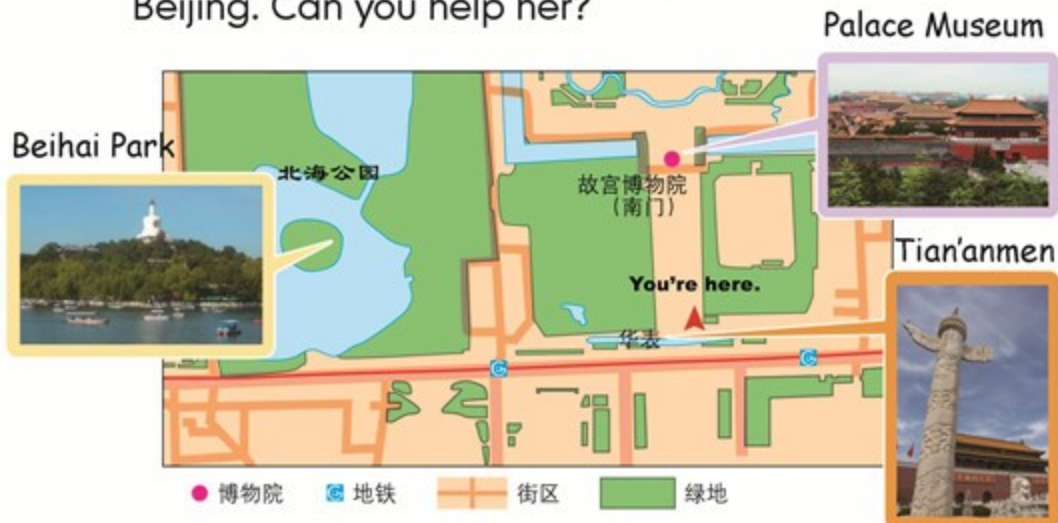 Beijing. Can you help her?
Palace Museum
Beihai Park
北海公园
故宫博物院
(南门)
Tian'anmen
You're here.
华表
博物院
地铁
街区
绿地